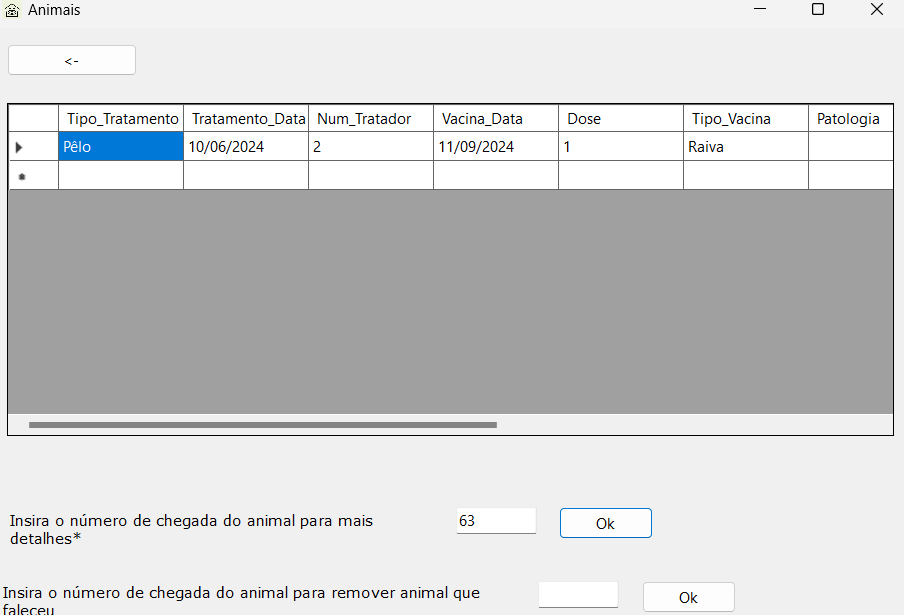 Animais
<-
Tipo_Tratamento Tratamento_Data Num_Tratador Vacina_Data Dose Tipo_Vacina Patologia
Pêlo 10/06/2024 2 11/09/2024 1 Raiva
Insira o número de chegada do animal para mais
detalhes*
63
Ok
Insira o número de chegada do animal para remover animal que
faleceu
Ok